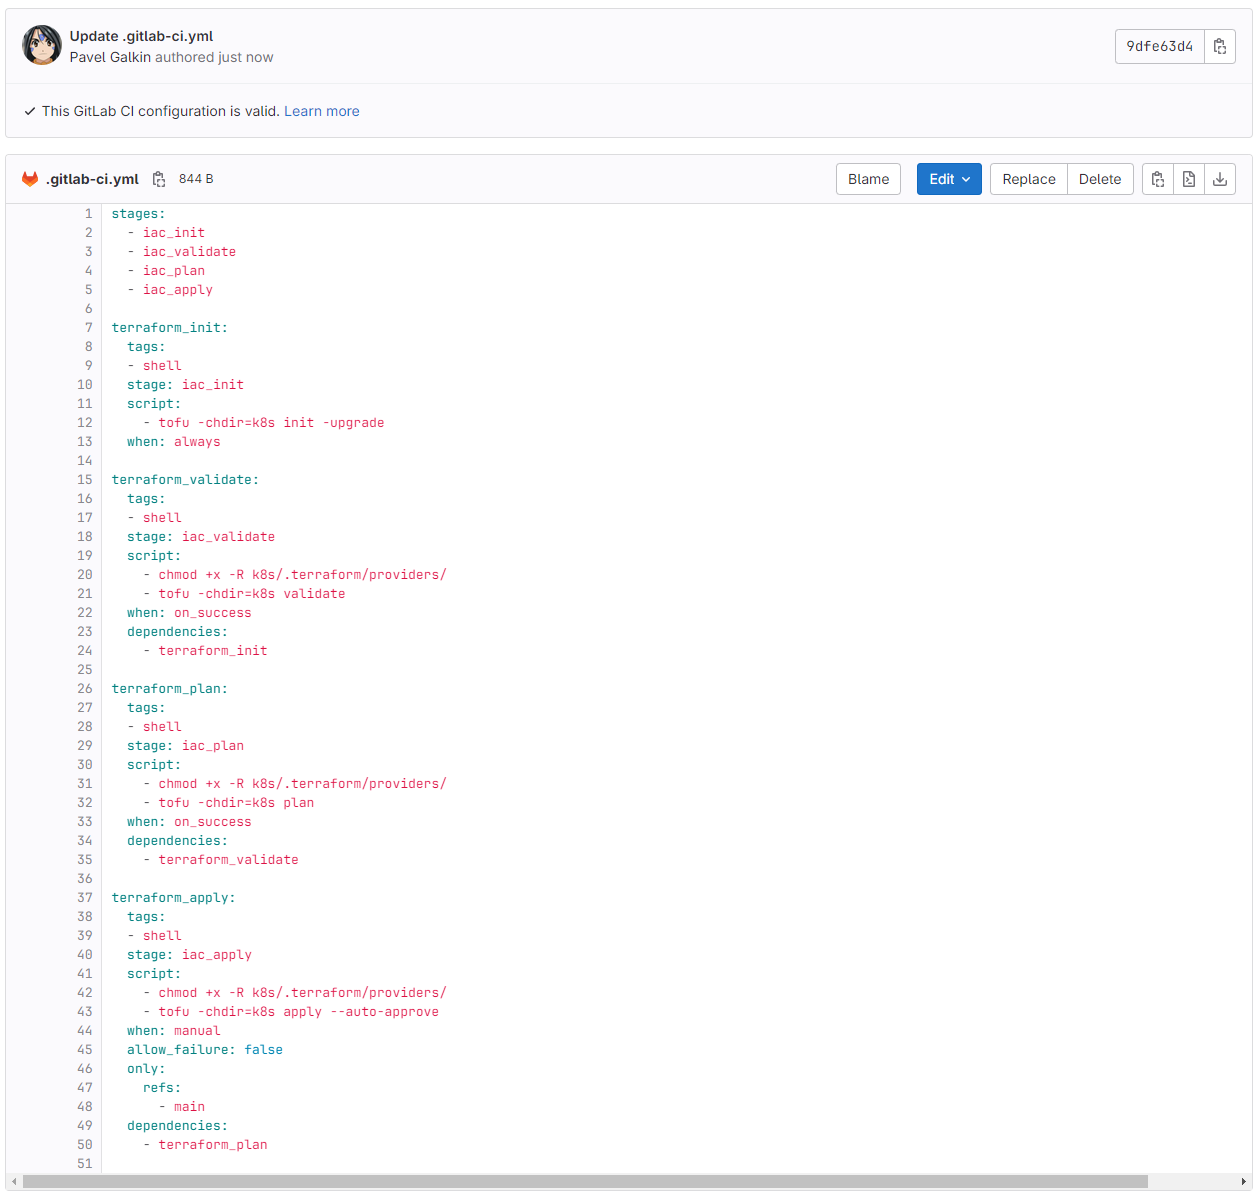 Update .gitlab-ci.yml
Pavel Galkin authored just now
9dfe63d4
This GitLab CI configuration is valid. Learn more
.gitlab-ci.yml 844 B
Blame Edit Replace Delete
1 stages:
2   - iac_init
3   - iac_validate
4   - iac_plan
5   - iac_apply
6
7 terraform_init:
8   tags:
9   - shell
10   stage: iac_init
11   script:
12     - tofu -chdir=k8s init -upgrade
13   when: always
14
15 terraform_validate:
16   tags:
17   - shell
18   stage: iac_validate
19   script:
20     - chmod +x -R k8s/.terraform/providers/
21     - tofu -chdir=k8s validate
22   when: on_success
23   dependencies:
24     - terraform_init
25
26 terraform_plan:
27   tags:
28   - shell
29   stage: iac_plan
30   script:
31     - chmod +x -R k8s/.terraform/providers/
32     - tofu -chdir=k8s plan
33   when: on_success
34   dependencies:
35     - terraform_validate
36
37 terraform_apply:
38   tags:
39   - shell
40   stage: iac_apply
41   script:
42     - chmod +x -R k8s/.terraform/providers/
43     - tofu -chdir=k8s apply --auto-approve
44   when: manual
45   allow_failure: false
46   only:
47     refs:
48       - main
49   dependencies:
50     - terraform_plan
51